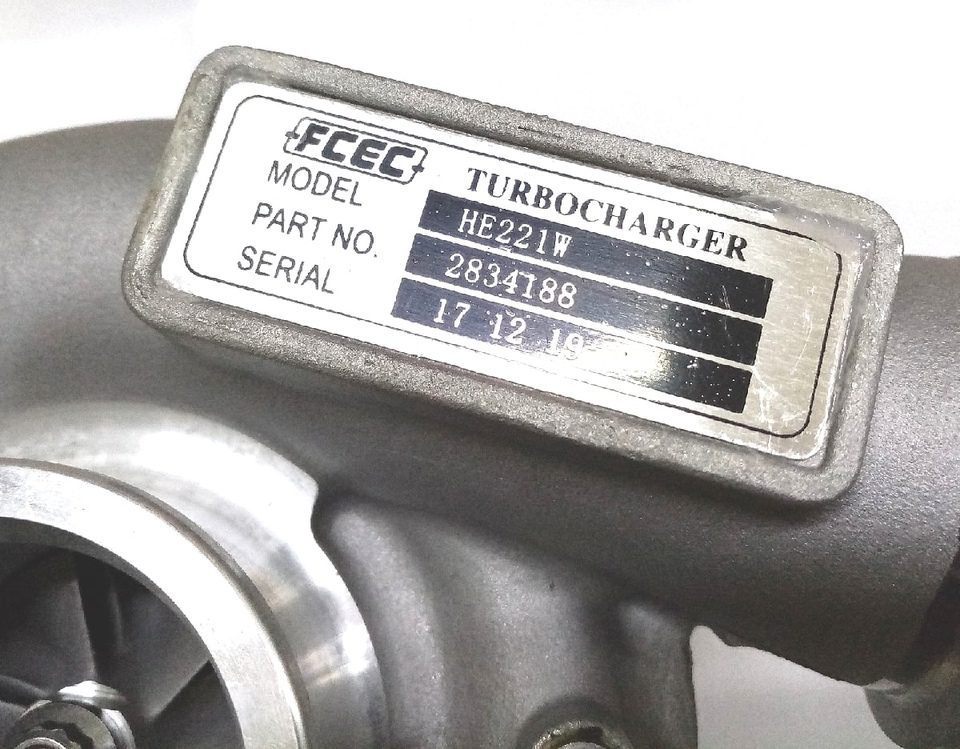 FCEC TURBOCHARGER
MODEL HE221W
PART NO. 2834188
SERIAL 17 12 19